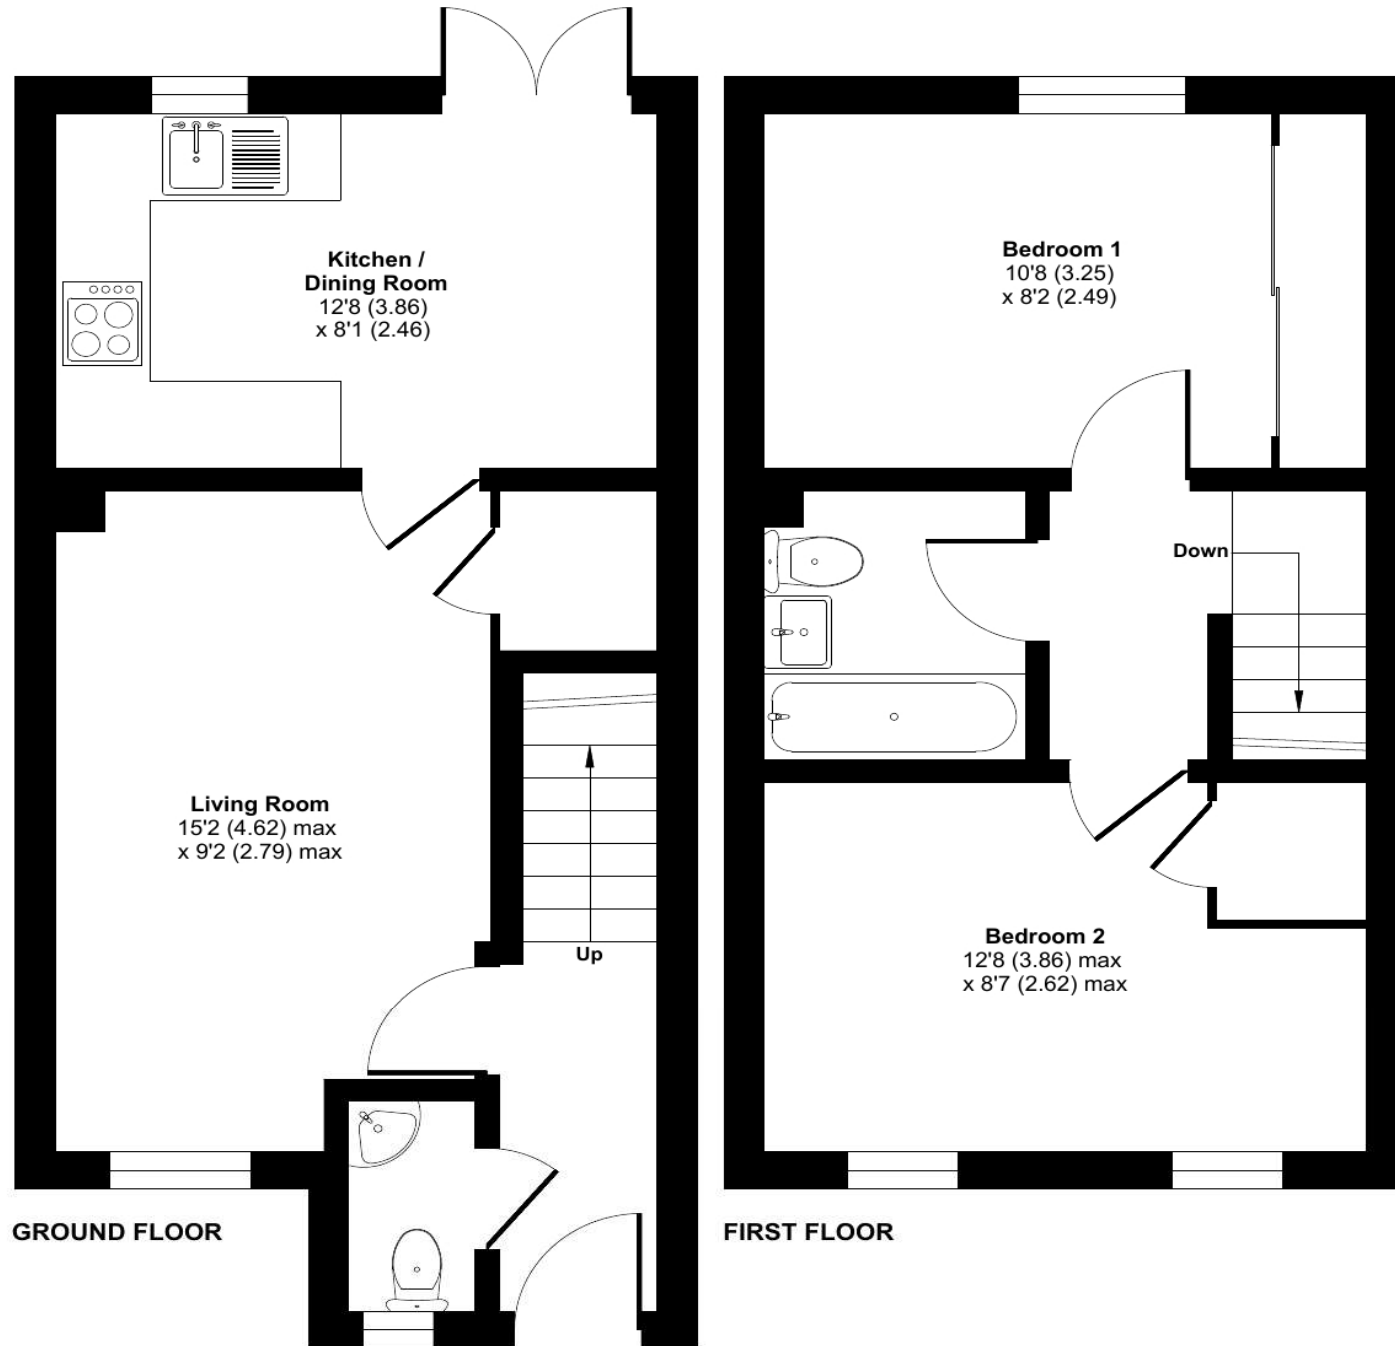 Kitchen /
Dining Room
12'8 (3.86)
x 8'1 (2.46)
Living Room
15'2 (4.62) max
x 9'2 (2.79) max
Up
GROUND FLOOR
Bedroom 1
10'8 (3.25)
x 8'2 (2.49)
Down
Bedroom 2
12'8 (3.86) max
x 8'7 (2.62) max
FIRST FLOOR